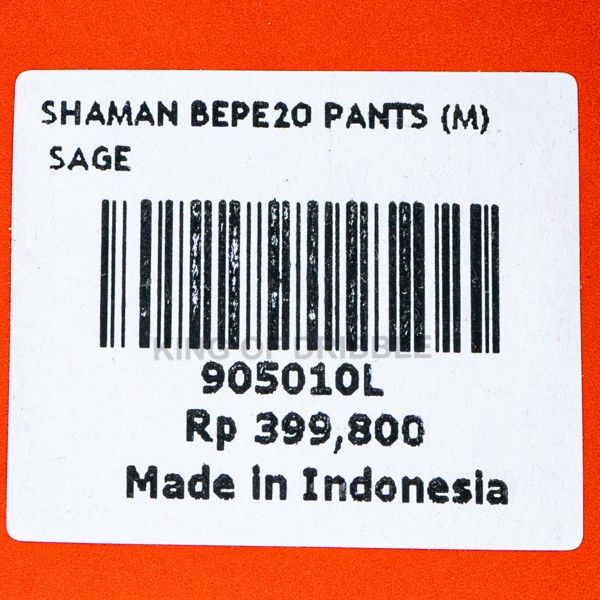 SHAMAN BEPE20 PANTS (M)
SAGE
KING OF DRIBBLE
905010L
Rp 399,800
Made in Indonesia